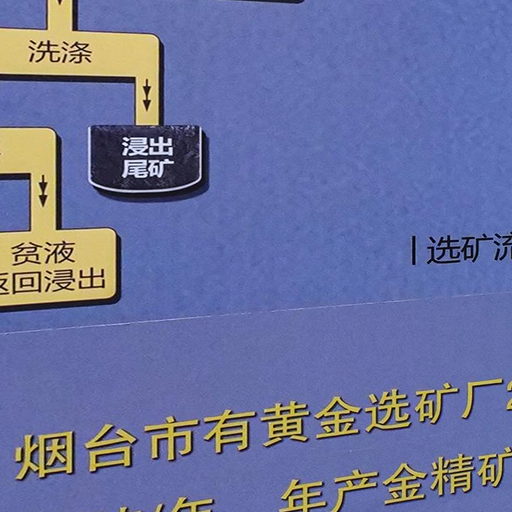 洗涤
浸出
尾矿
贫液
返回浸出
选矿流
烟台市有黄金选矿厂2
年产金精矿